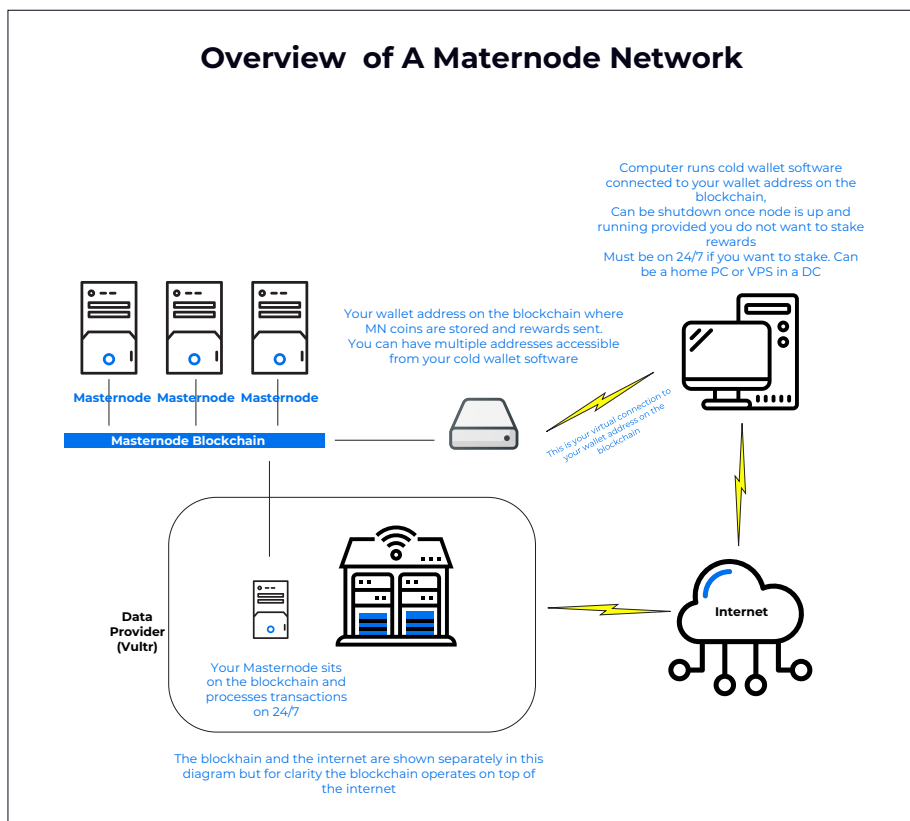 Overview of A Maternode Network
Computer runs cold wallet software
connected to your wallet address on the
blockchain,
Can be shutdown once node is up and
running provided you do not want to stake
rewards
Must be on 24/7 if you want to stake. Can
be a home PC or VPS in a DC
Your wallet address on the blockchain where
MN coins are stored and rewards sent.
You can have multiple addresses accessible
from your cold wallet software
Masternode
Masternode
Masternode
Masternode Blockchain
This is your virtual connection to
your wallet address on the
blockchain
Data
Provider
(Vultr)
Internet
Your Masternode sits
on the blockchain and
processes transactions
on 24/7
The blockhain and the internet are shown separately in this
diagram but for clarity the blockchain operates on top of
the internet